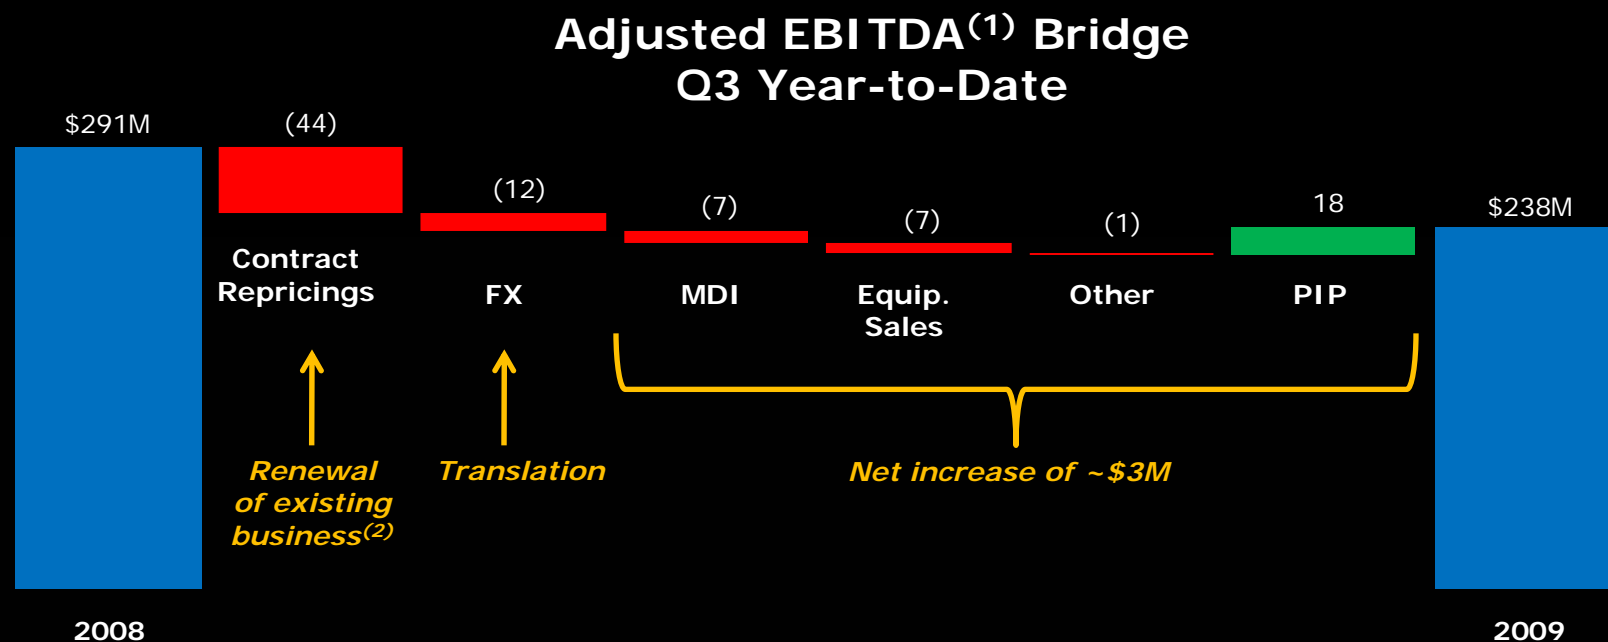 Adjusted EBITDA(1) Bridge
Q3 Year-to-Date
$291M
(44)
(12)
(7)
(7)
(1)
18
$238M
Contract
Repricings
FX
MDI
Equip.
Sales
Other
PIP
Renewal
of existing
business(2)
Translation
Net increase of ~$3M
2008
2009